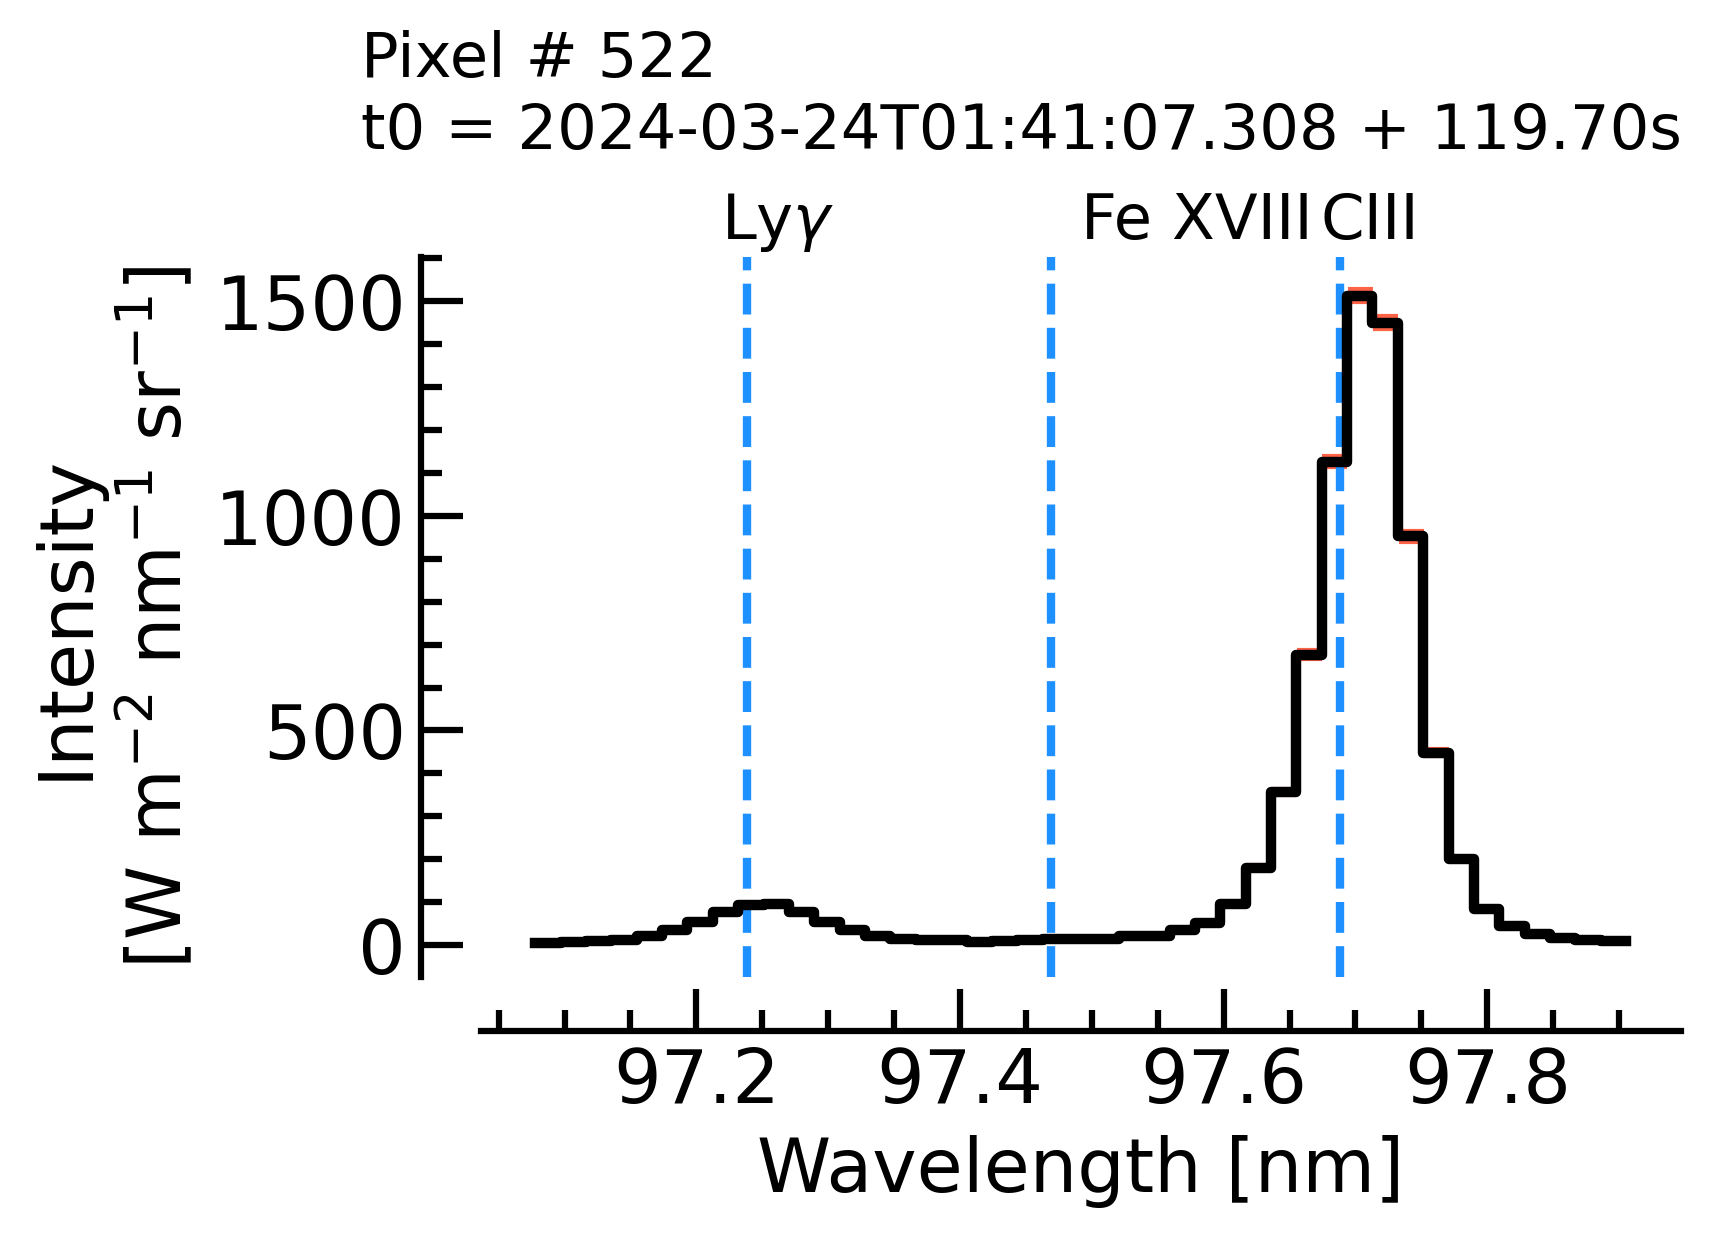 Pixel # 522
t0 = 2024-03-24T01:41:07.308 + 119.70s
Lyγ Fe XVIII CIII
Intensity
[W m⁻² nm⁻¹ sr⁻¹]
1500
1000
500
0
97.2 97.4 97.6 97.8
Wavelength [nm]